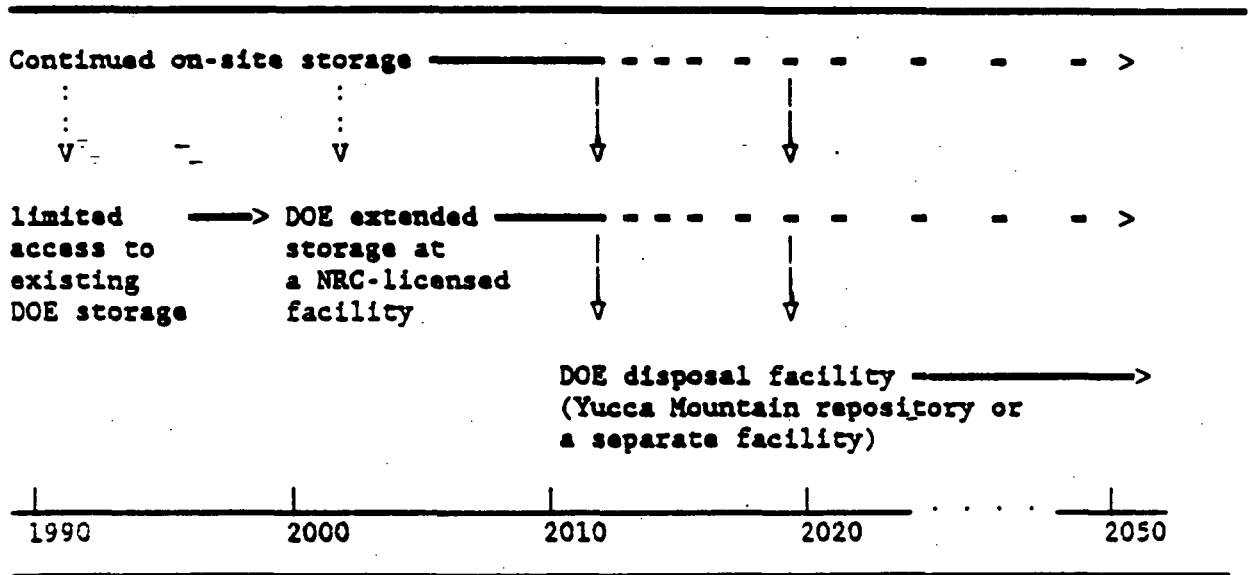 Continued on-site storage
limited
access to
existing
DOE storage
DOE extended
storage at
a NRC-licensed
facility
DOE disposal facility
(Yucca Mountain repository or
a separate facility)
1990 2000 2010 2020 2050